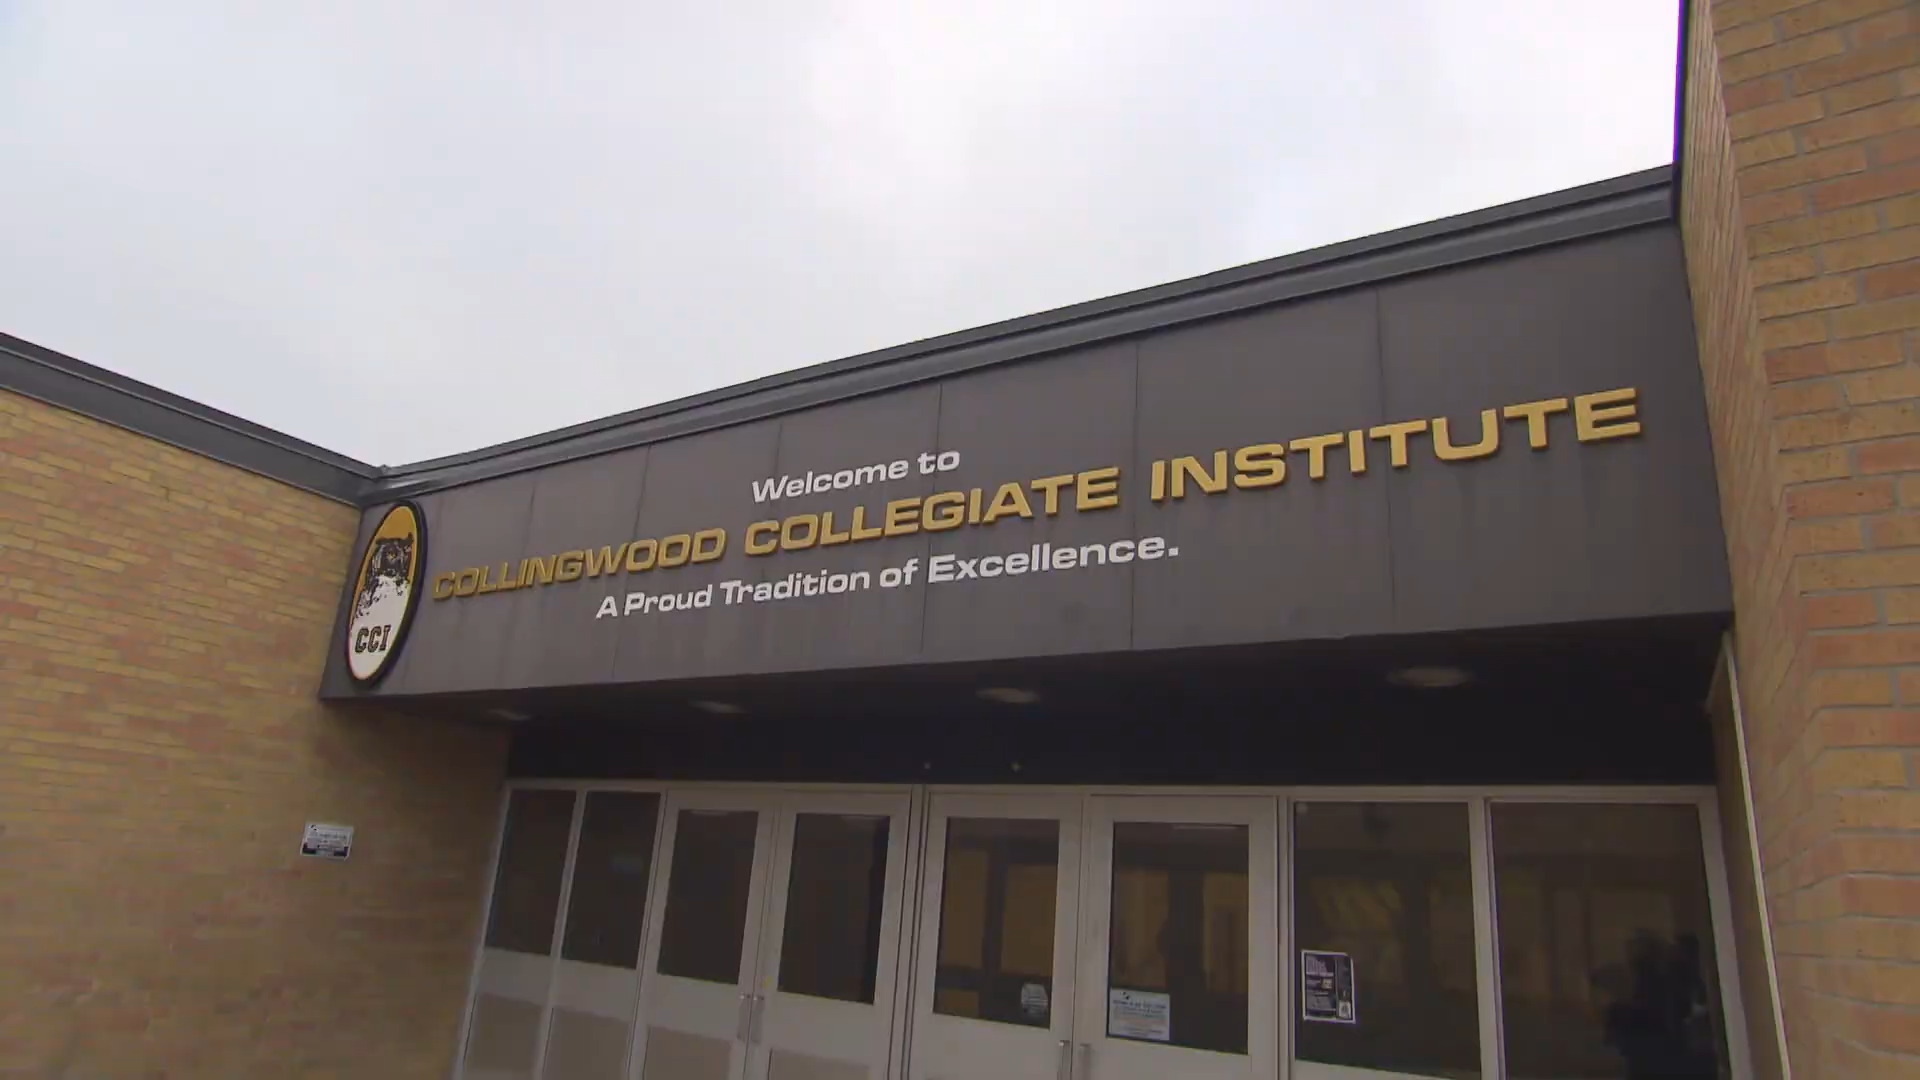 Welcome to
COLLINGWOOD COLLEGIATE INSTITUTE
A Proud Tradition of Excellence.
CCI